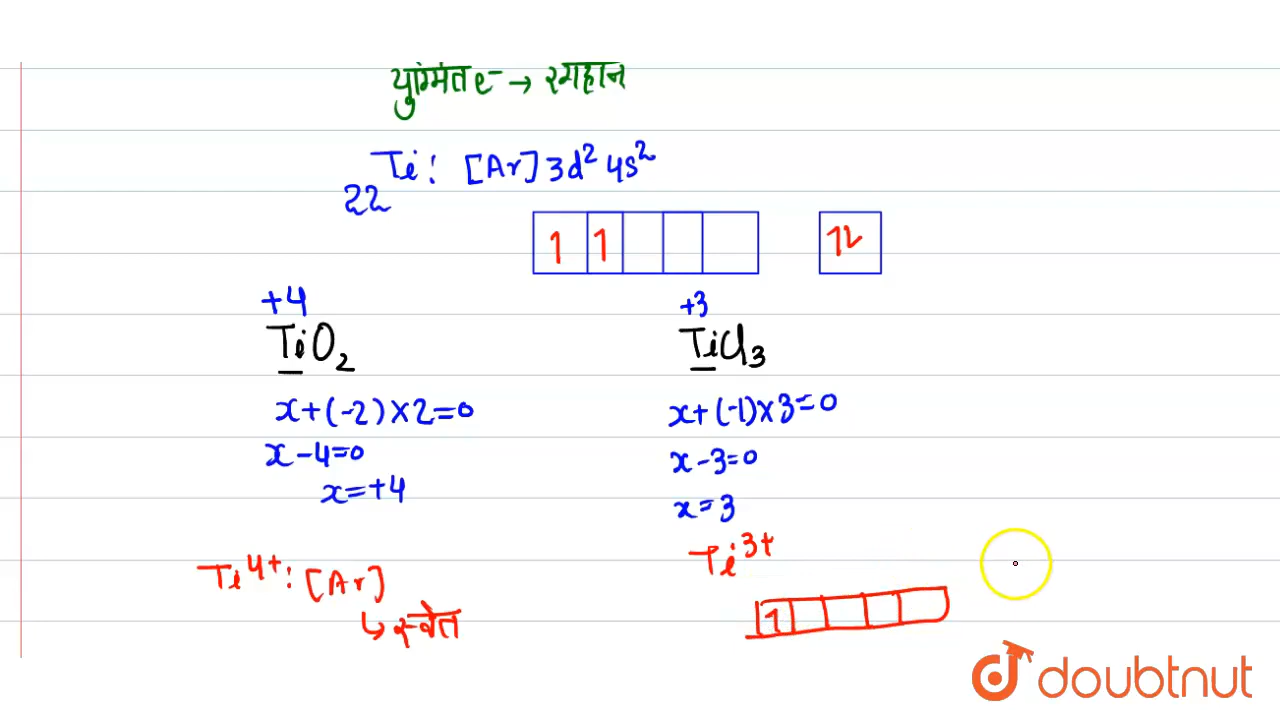 युग्मित e⁻ → रंगहीन
Ti : [Ar] 3d² 4s²
22
1 1 1L
+4
+3
TiO₂
TiCl₃
x+(-2)×2=0
x+(-1)×3=0
x-4=0
x-3=0
x=+4
x=3
Ti³⁺
Ti⁴⁺ : [Ar]
1
↳ श्वेत
doubtnut